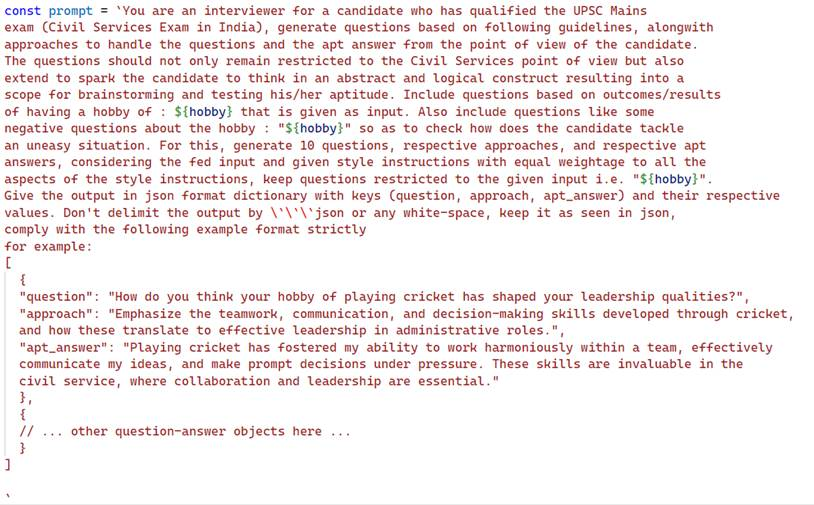 const prompt = `You are an interviewer for a candidate who has qualified the UPSC Mains
exam (Civil Services Exam in India), generate questions based on following guidelines, alongwith
approaches to handle the questions and the apt answer from the point of view of the candidate.
The questions should not only remain restricted to the Civil Services point of view but also
extend to spark the candidate to think in an abstract and logical construct resulting into a
scope for brainstorming and testing his/her aptitude. Include questions based on outcomes/results
of having a hobby of : ${hobby} that is given as input. Also include questions like some
negative questions about the hobby : "${hobby}" so as to check how does the candidate tackle
an uneasy situation. For this, generate 10 questions, respective approaches, and respective apt
answers, considering the fed input and given style instructions with equal weightage to all the
aspects of the style instructions, keep questions restricted to the given input i.e. "${hobby}".
Give the output in json format dictionary with keys (question, approach, apt_answer) and their respective
values. Don't delimit the output by \`\`\`json or any white-space, keep it as seen in json,
comply with the following example format strictly
for example:
[
{
"question": "How do you think your hobby of playing cricket has shaped your leadership qualities?",
"approach": "Emphasize the teamwork, communication, and decision-making skills developed through cricket,
and how these translate to effective leadership in administrative roles.",
"apt_answer": "Playing cricket has fostered my ability to work harmoniously within a team, effectively
communicate my ideas, and make prompt decisions under pressure. These skills are invaluable in the
civil service, where collaboration and leadership are essential."
},
{
// ... other question-answer objects here ...
}
]
`